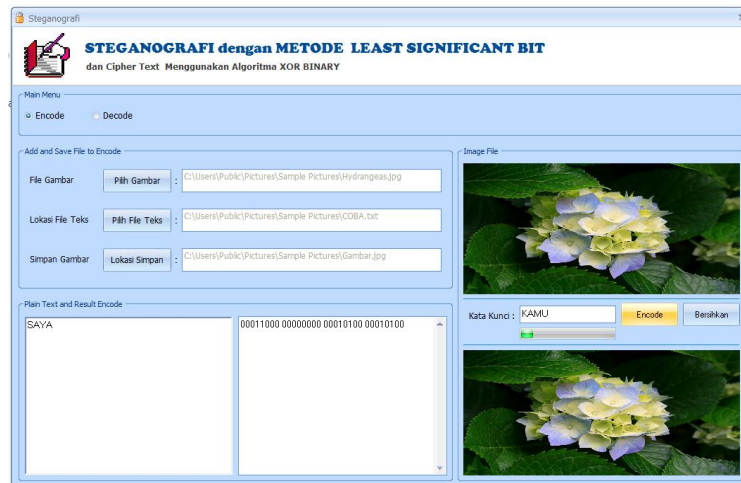 Steganografi
STEGANOGRAFI dengan METODE LEAST SIGNIFICANT BIT
dan Cipher Text Menggunakan Algoritma XOR BINARY
Main Menu
Encode Decode
Add and Save File to Encode
File Gambar Pilih Gambar : C:\Users\Public\Pictures\Sample Pictures\Hydrangeas.jpg
Lokasi File Teks Pilih File Teks : C:\Users\Public\Pictures\Sample Pictures\COBA.txt
Simpan Gambar Lokasi Simpan : C:\Users\Public\Pictures\Sample Pictures\Gambar.jpg
Image File
Plain Text and Result Encode
SAYA
00011000 00000000 00010100 00010100
Kata Kunci : KAMU Encode Bersihkan